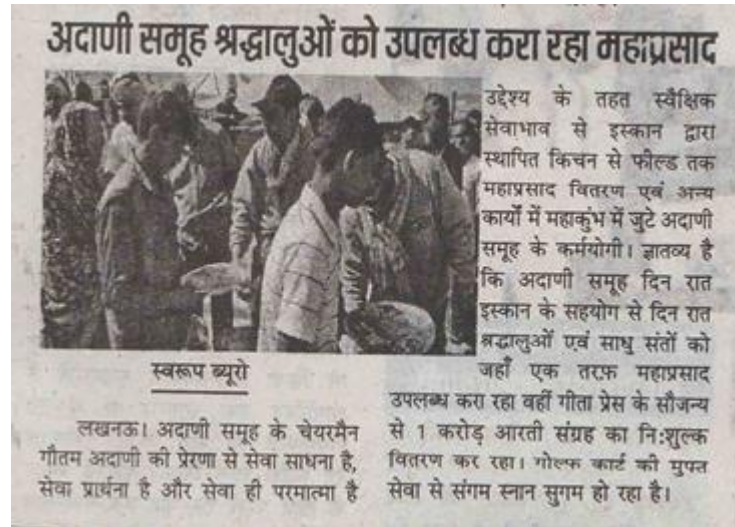 अदाणी समूह श्रद्धालुओं को उपलब्ध करा रहा महाप्रसाद
स्वरूप ब्यूरो
लखनऊ। अदाणी समूह के चेयरमैन
गौतम अदाणी की प्रेरणा से सेवा साधना है,
सेवा प्रार्थना है और सेवा ही परमात्मा है
उद्देश्य के तहत स्वैक्षिक
सेवाभाव से इस्कान द्वारा
स्थापित किचन से फील्ड तक
महाप्रसाद वितरण एवं अन्य
कार्यों में महाकुंभ में जुटे अदाणी
समूह के कर्मयोगी। ज्ञातव्य है
कि अदाणी समूह दिन रात
इस्कान के सहयोग से दिन रात
श्रद्धालुओं एवं साधु संतों को
जहाँ एक तरफ़ महाप्रसाद
उपलब्ध करा रहा वहीं गीता प्रेस के सौजन्य
से 1 करोड़ आरती संग्रह का नि:शुल्क
वितरण कर रहा। गोल्फ कार्ट की मुफ्त
सेवा से संगम स्नान सुगम हो रहा है।